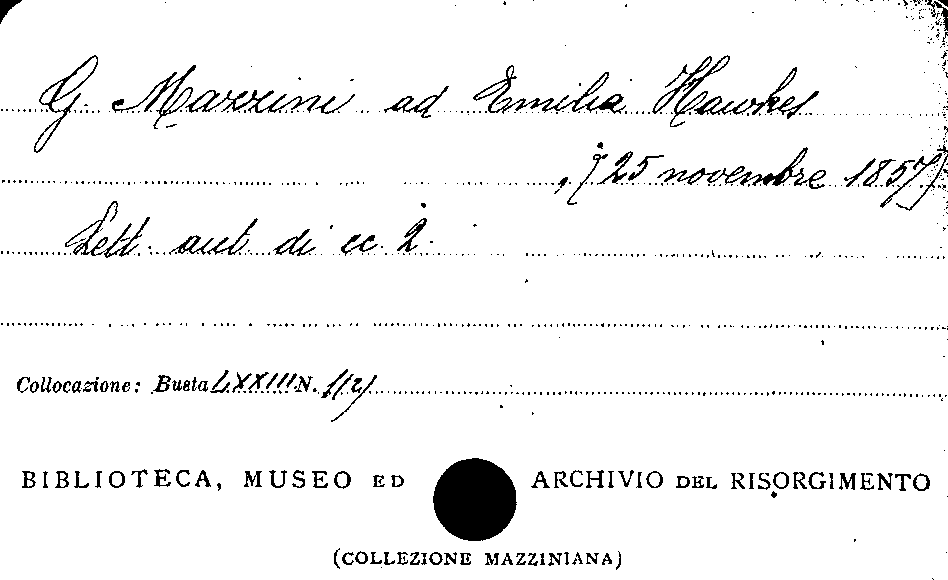 G. Mazzini ad Emilia Hawkes
, [25 novembre 1857]
Lett. aut. di cc. 2.
Collocazione: Busta LXXIII N. 1(2)
BIBLIOTECA, MUSEO ED ARCHIVIO DEL RISORGIMENTO
(COLLEZIONE MAZZINIANA)